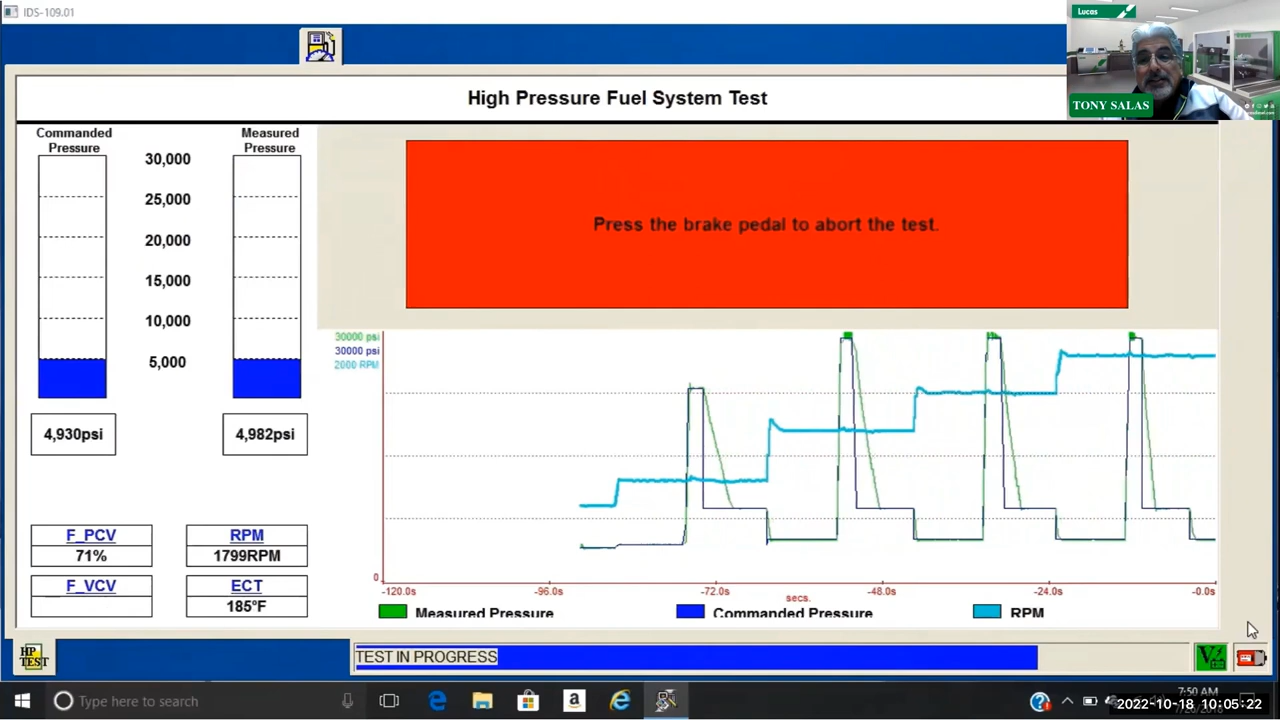 IDS-109.01
Lucas
TONY SALAS
High Pressure Fuel System Test
Commanded
Pressure
Measured
Pressure
30,000
25,000
20,000
15,000
10,000
5,000
4,930psi
4,982psi
F_PCV
71%
RPM
1799RPM
F_VCV
ECT
185°F
Press the brake pedal to abort the test.
30000 psi
30000 psi
2000 RPM
0
-120.0s
-96.0s
-72.0s
-48.0s
-24.0s
-0.0s
secs.
Measured Pressure
Commanded Pressure
RPM
HP
TEST
TEST IN PROGRESS
Type here to search
7:50 AM
2022-10-18 10:05:22